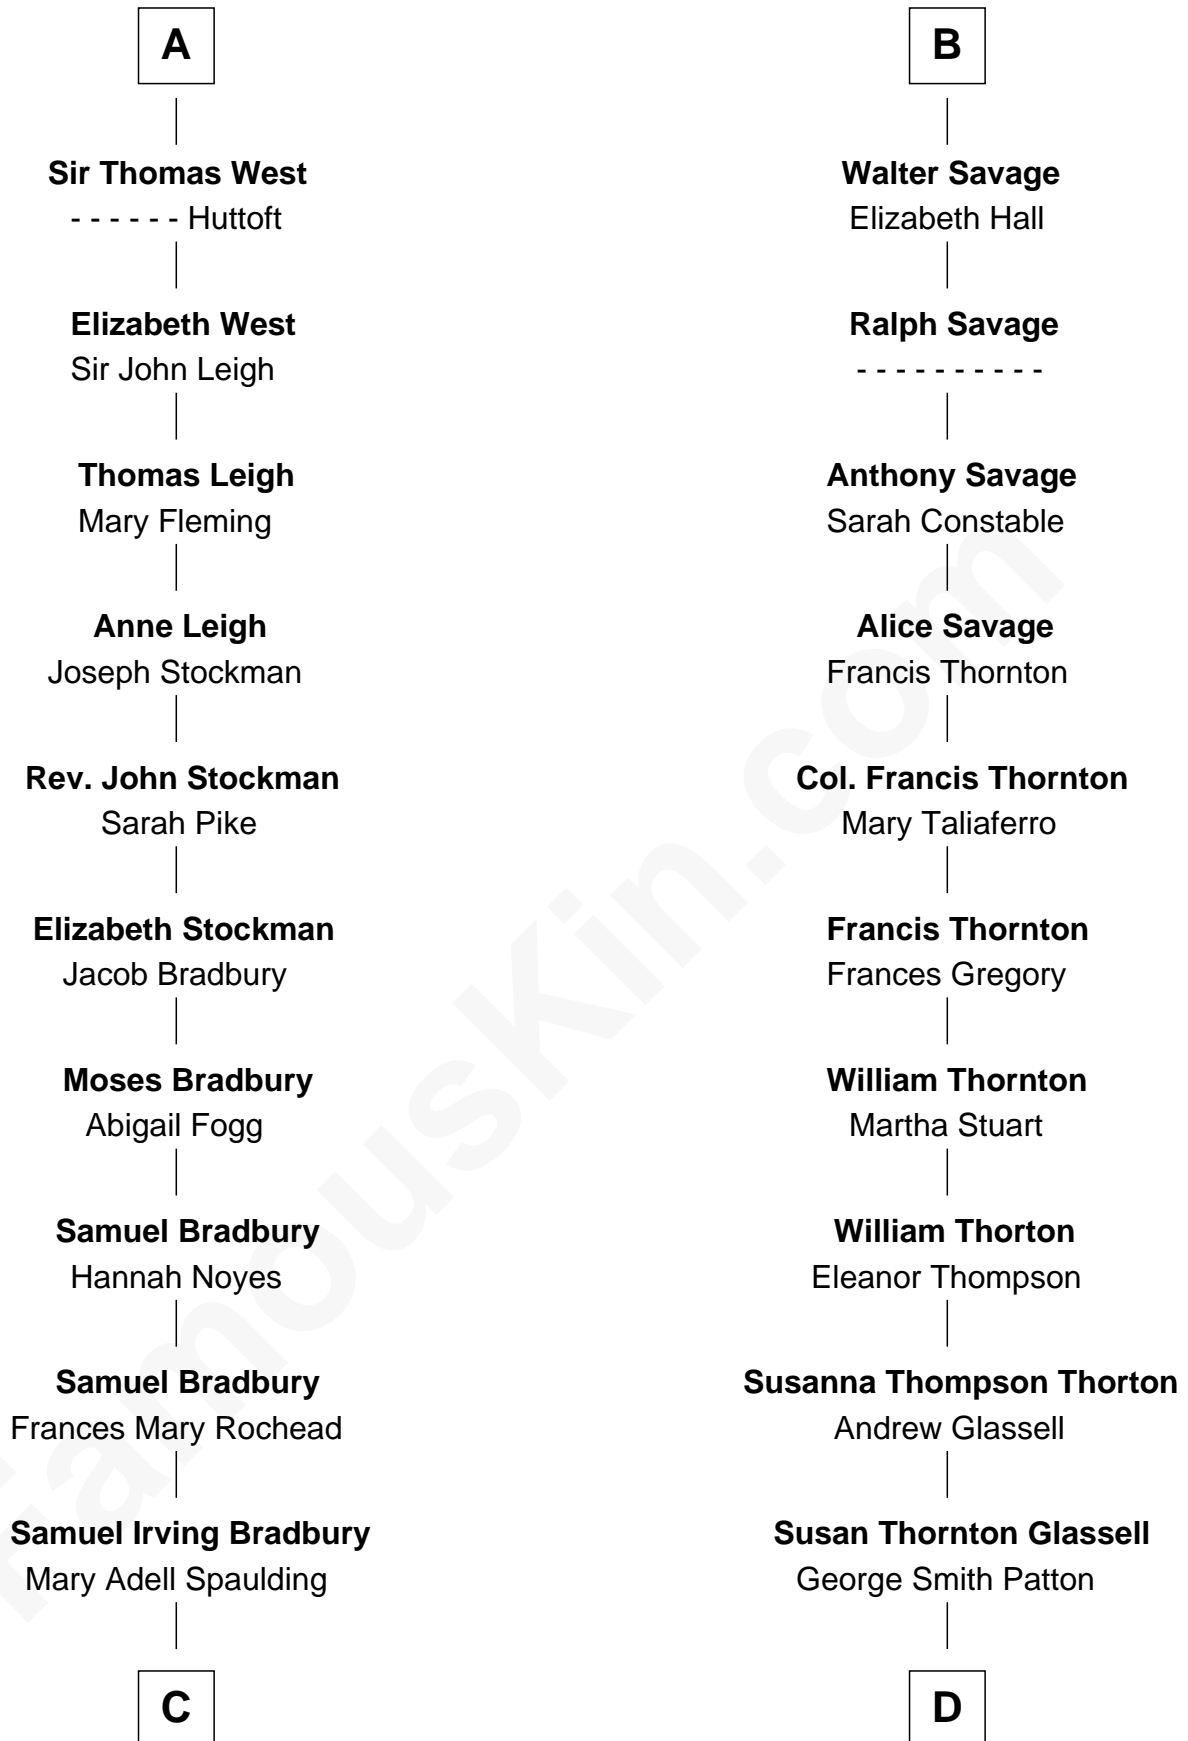 A
Sir Thomas West
- - - - - - Huttoft
Elizabeth West
Sir John Leigh
Thomas Leigh
Mary Fleming
Anne Leigh
Joseph Stockman
Rev. John Stockman
Sarah Pike
Elizabeth Stockman
Jacob Bradbury
Moses Bradbury
Abigail Fogg
Samuel Bradbury
Hannah Noyes
Samuel Bradbury
Frances Mary Rochead
Samuel Irving Bradbury
Mary Adell Spaulding
C
B
Walter Savage
Elizabeth Hall
Ralph Savage
- - - - - - - - - -
Anthony Savage
Sarah Constable
Alice Savage
Francis Thornton
Col. Francis Thornton
Mary Taliaferro
Francis Thornton
Frances Gregory
William Thornton
Martha Stuart
William Thorton
Eleanor Thompson
Susanna Thompson Thorton
Andrew Glassell
Susan Thornton Glassell
George Smith Patton
D
FamousKin.com